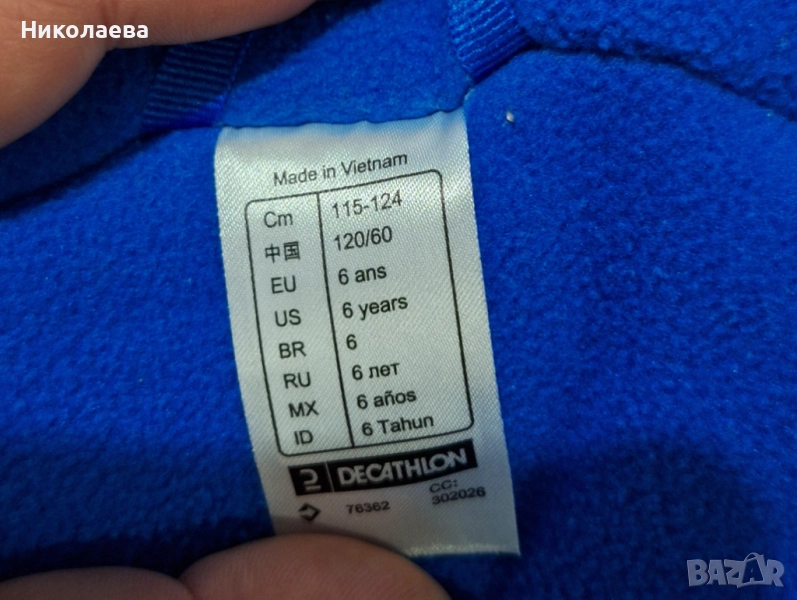 Николаева
Made in Vietnam
Cm 115-124
中国 120/60
EU 6 ans
US 6 years
BR 6
RU 6 лет
MX 6 años
ID 6 Tahun
DECATHLON
76362 CC: 302026
BAZAR